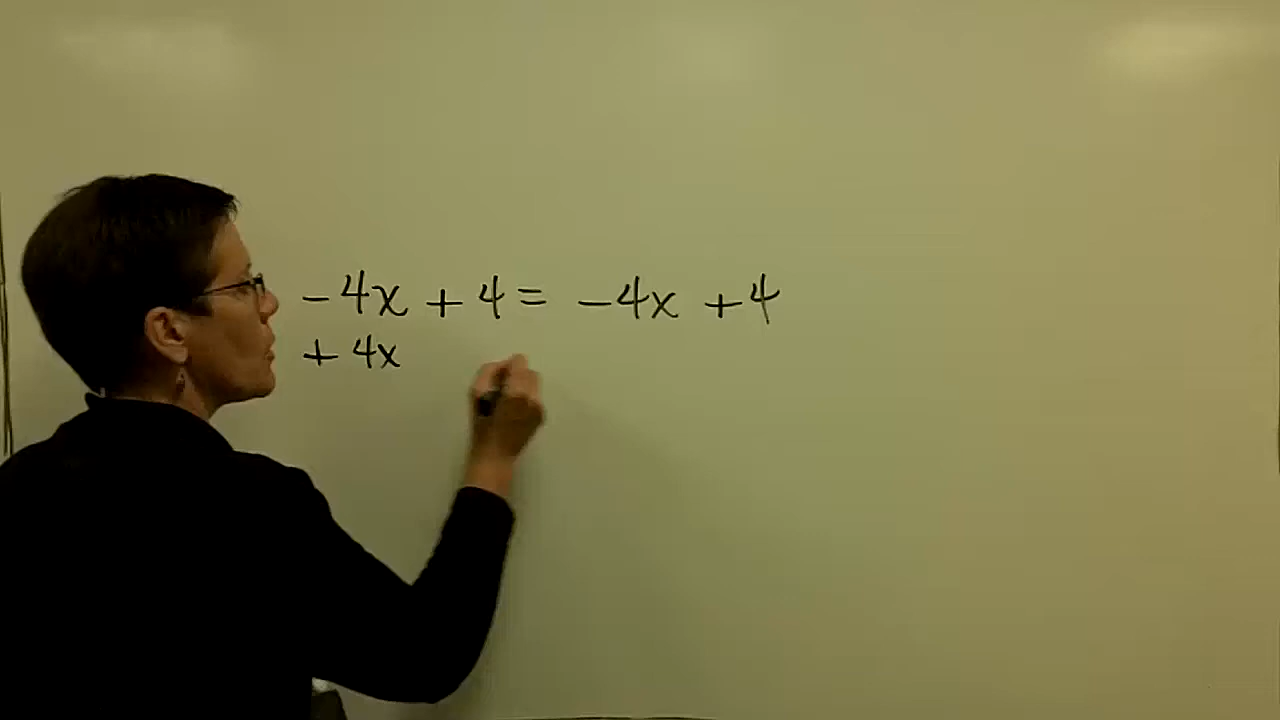 -4x + 4 = -4x + 4
+ 4x